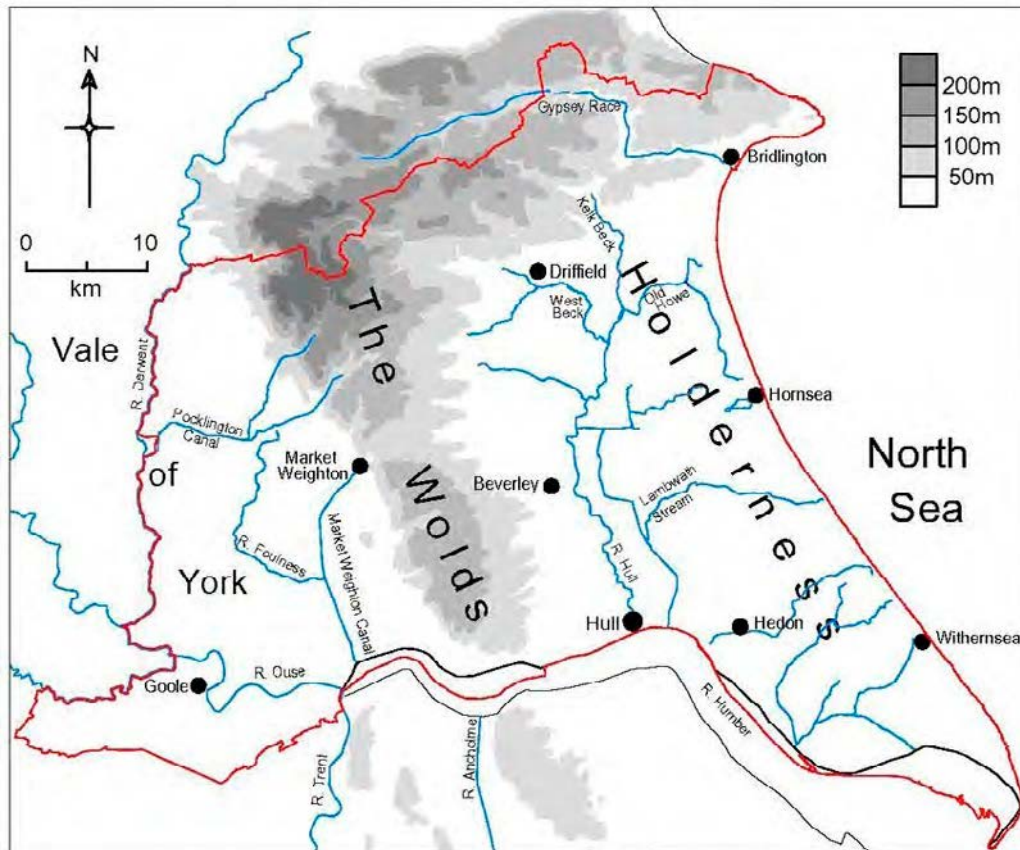 N
200m
150m
100m
50m
Gypsey Race
Bridlington
0 10
km
Kelk Beck
Driffield
West
Beck
Old
Howe
The
Wolds
Holderness
Vale
of
York
R. Derwent
Pocklington
Canal
Hornsea
Market
Weighton
Beverley
North
Sea
Lambwath
Stream
R. Foulness
Market Weighton Canal
R. Hull
Hull
Hedon
Withernsea
Goole
R. Ouse
R. Humber
R. Trent
R. Ancholme